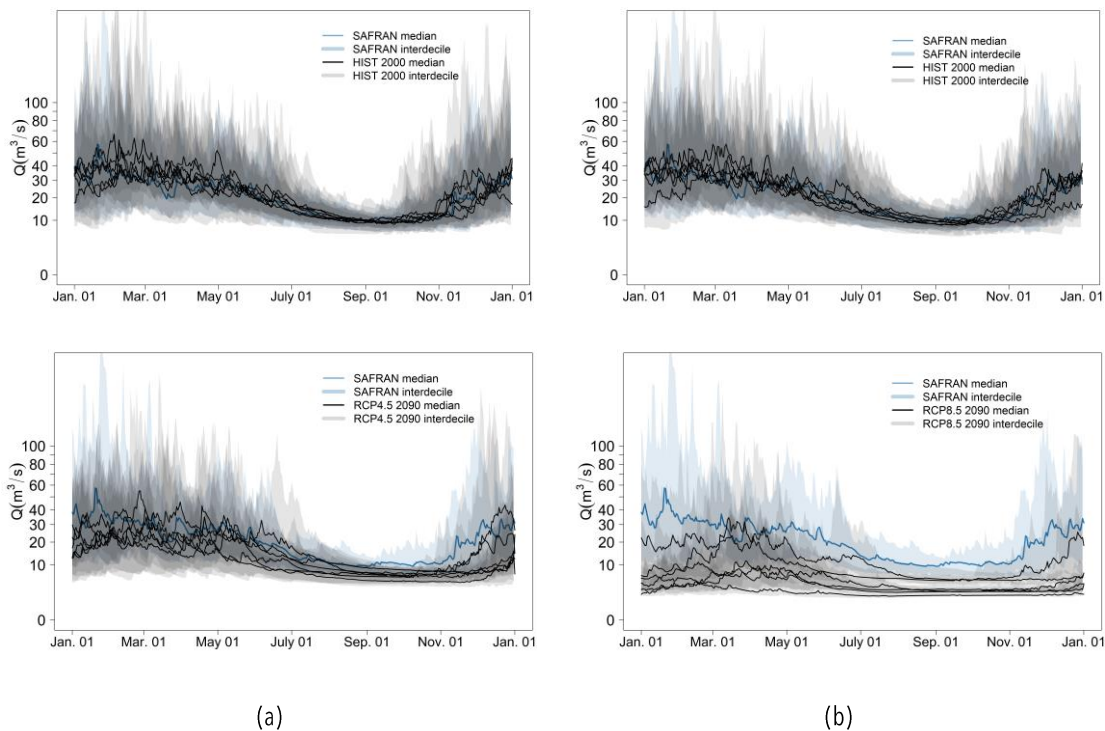 SAFRAN median
SAFRAN interdecile
HIST 2000 median
HIST 2000 interdecile
Q(m³/s)
100
80
60
40
30
20
10
0
Jan. 01 Mar. 01 May 01 July 01 Sep. 01 Nov. 01 Jan. 01
SAFRAN median
SAFRAN interdecile
HIST 2000 median
HIST 2000 interdecile
Q(m³/s)
100
80
60
40
30
20
10
0
Jan. 01 Mar. 01 May 01 July 01 Sep. 01 Nov. 01 Jan. 01
SAFRAN median
SAFRAN interdecile
RCP4.5 2090 median
RCP4.5 2090 interdecile
Q(m³/s)
100
80
60
40
30
20
10
0
Jan. 01 Mar. 01 May 01 July 01 Sep. 01 Nov. 01 Jan. 01
SAFRAN median
SAFRAN interdecile
RCP8.5 2090 median
RCP8.5 2090 interdecile
Q(m³/s)
100
80
60
40
30
20
10
0
Jan. 01 Mar. 01 May 01 July 01 Sep. 01 Nov. 01 Jan. 01
(a) (b)